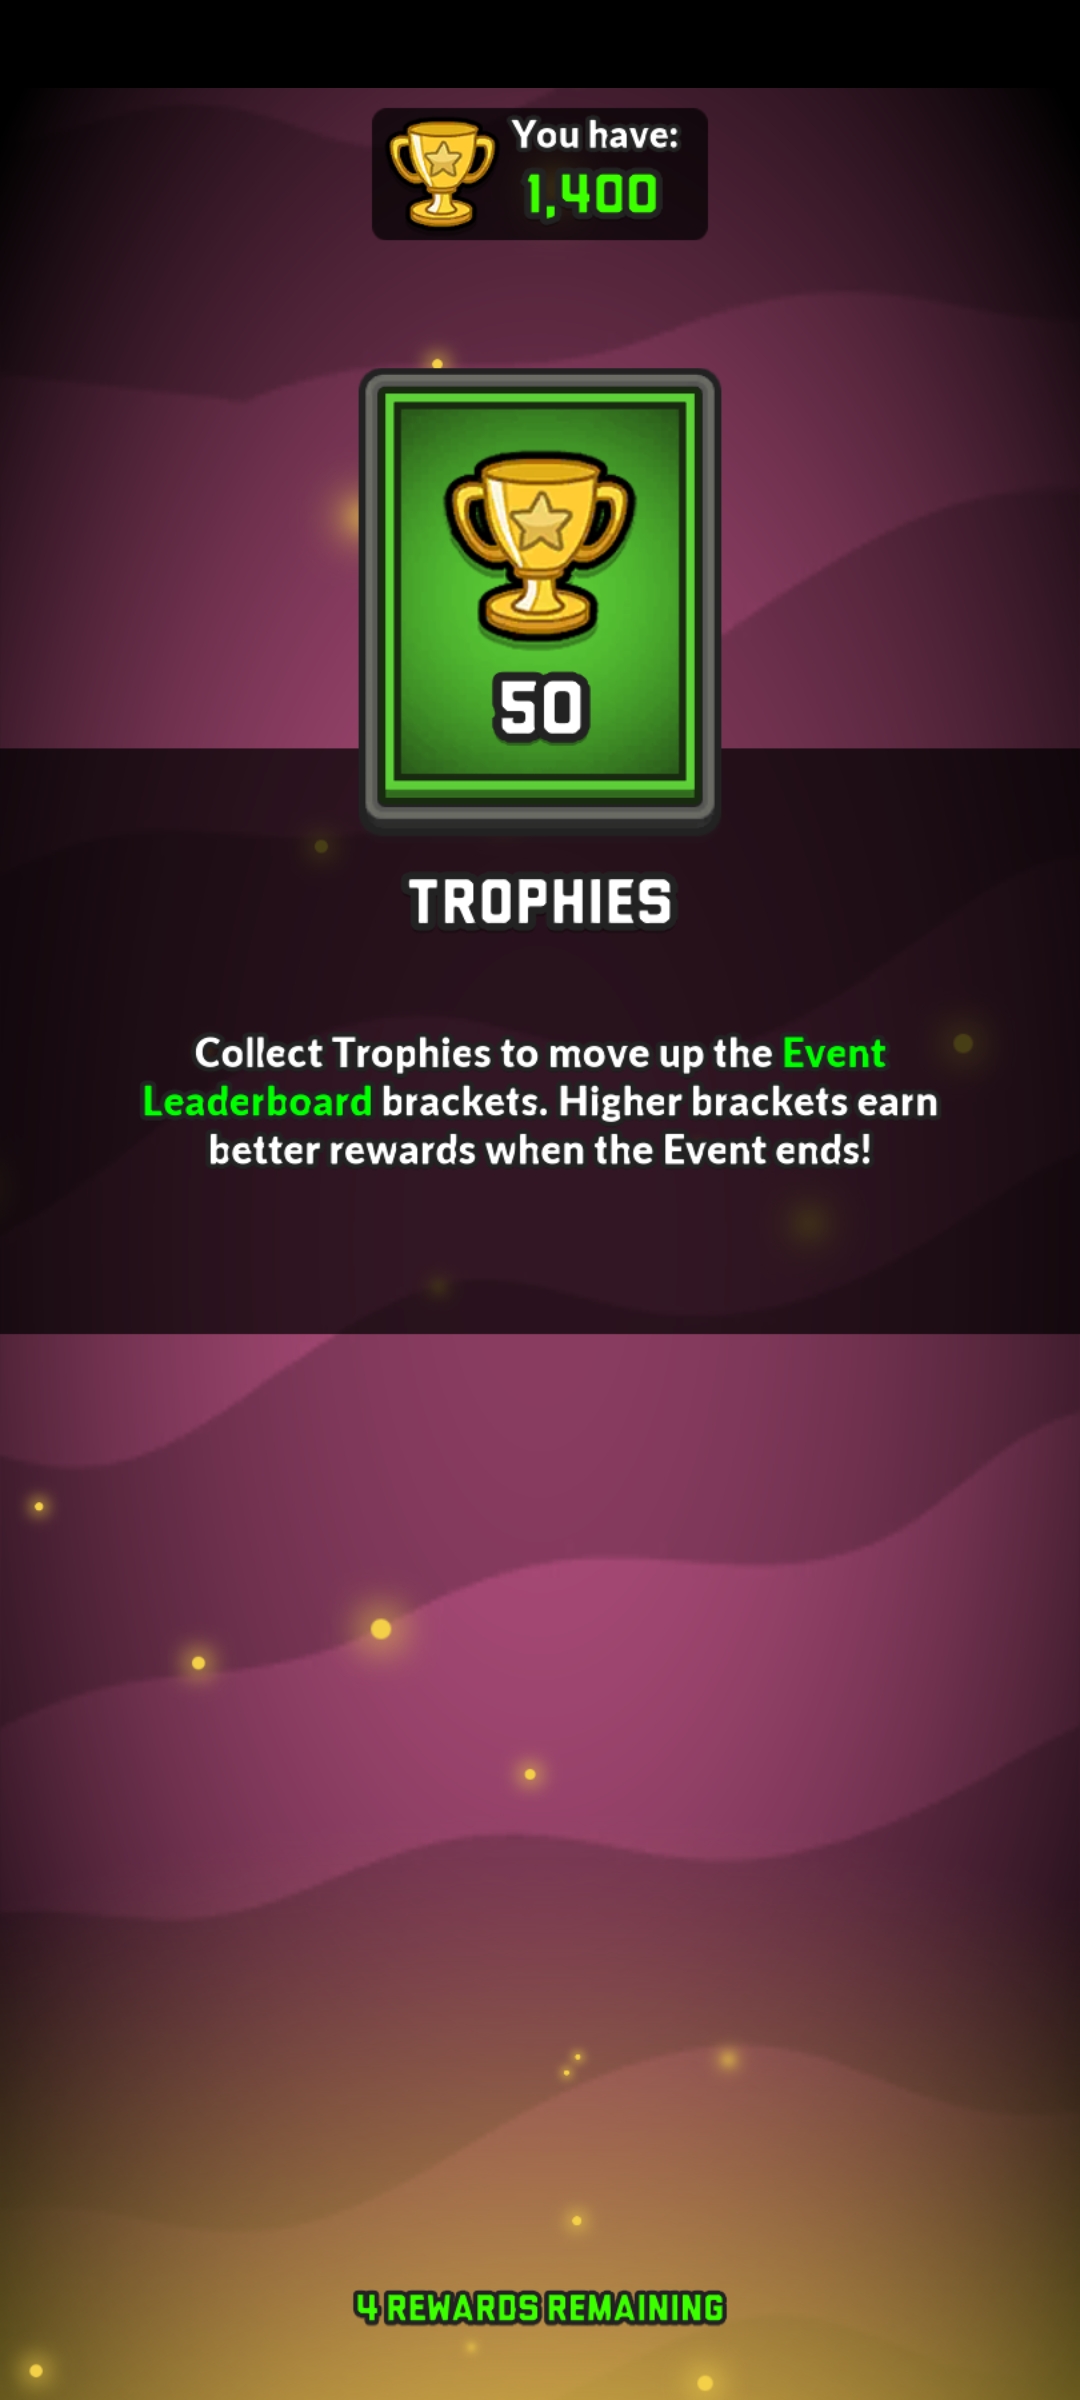 You have:
1,400
50
TROPHIES
Collect Trophies to move up the Event
Leaderboard brackets. Higher brackets earn
better rewards when the Event ends!
4 REWARDS REMAINING